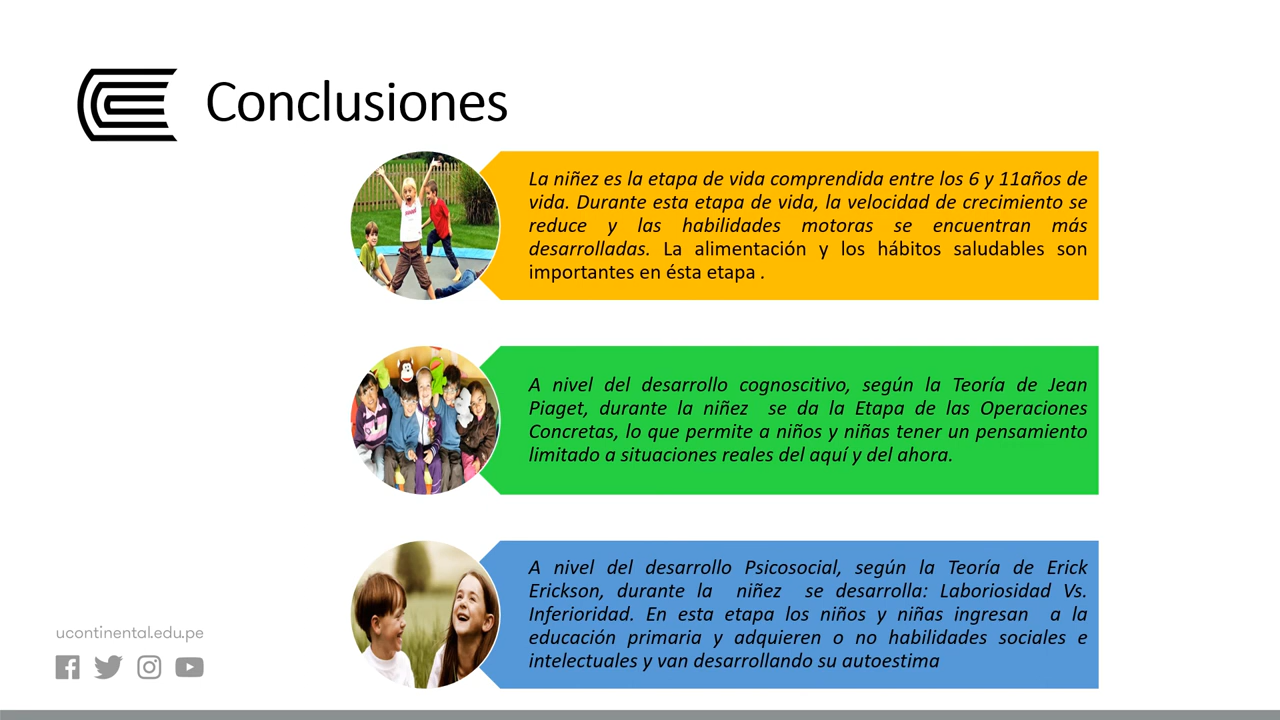 Conclusiones
La niñez es la etapa de vida comprendida entre los 6 y 11años de
vida. Durante esta etapa de vida, la velocidad de crecimiento se
reduce y las habilidades motoras se encuentran más
desarrolladas. La alimentación y los hábitos saludables son
importantes en ésta etapa .
A nivel del desarrollo cognoscitivo, según la Teoría de Jean
Piaget, durante la niñez se da la Etapa de las Operaciones
Concretas, lo que permite a niños y niñas tener un pensamiento
limitado a situaciones reales del aquí y del ahora.
A nivel del desarrollo Psicosocial, según la Teoría de Erick
Erickson, durante la niñez se desarrolla: Laboriosidad Vs.
Inferioridad. En esta etapa los niños y niñas ingresan a la
educación primaria y adquieren o no habilidades sociales e
intelectuales y van desarrollando su autoestima
ucontinental.edu.pe